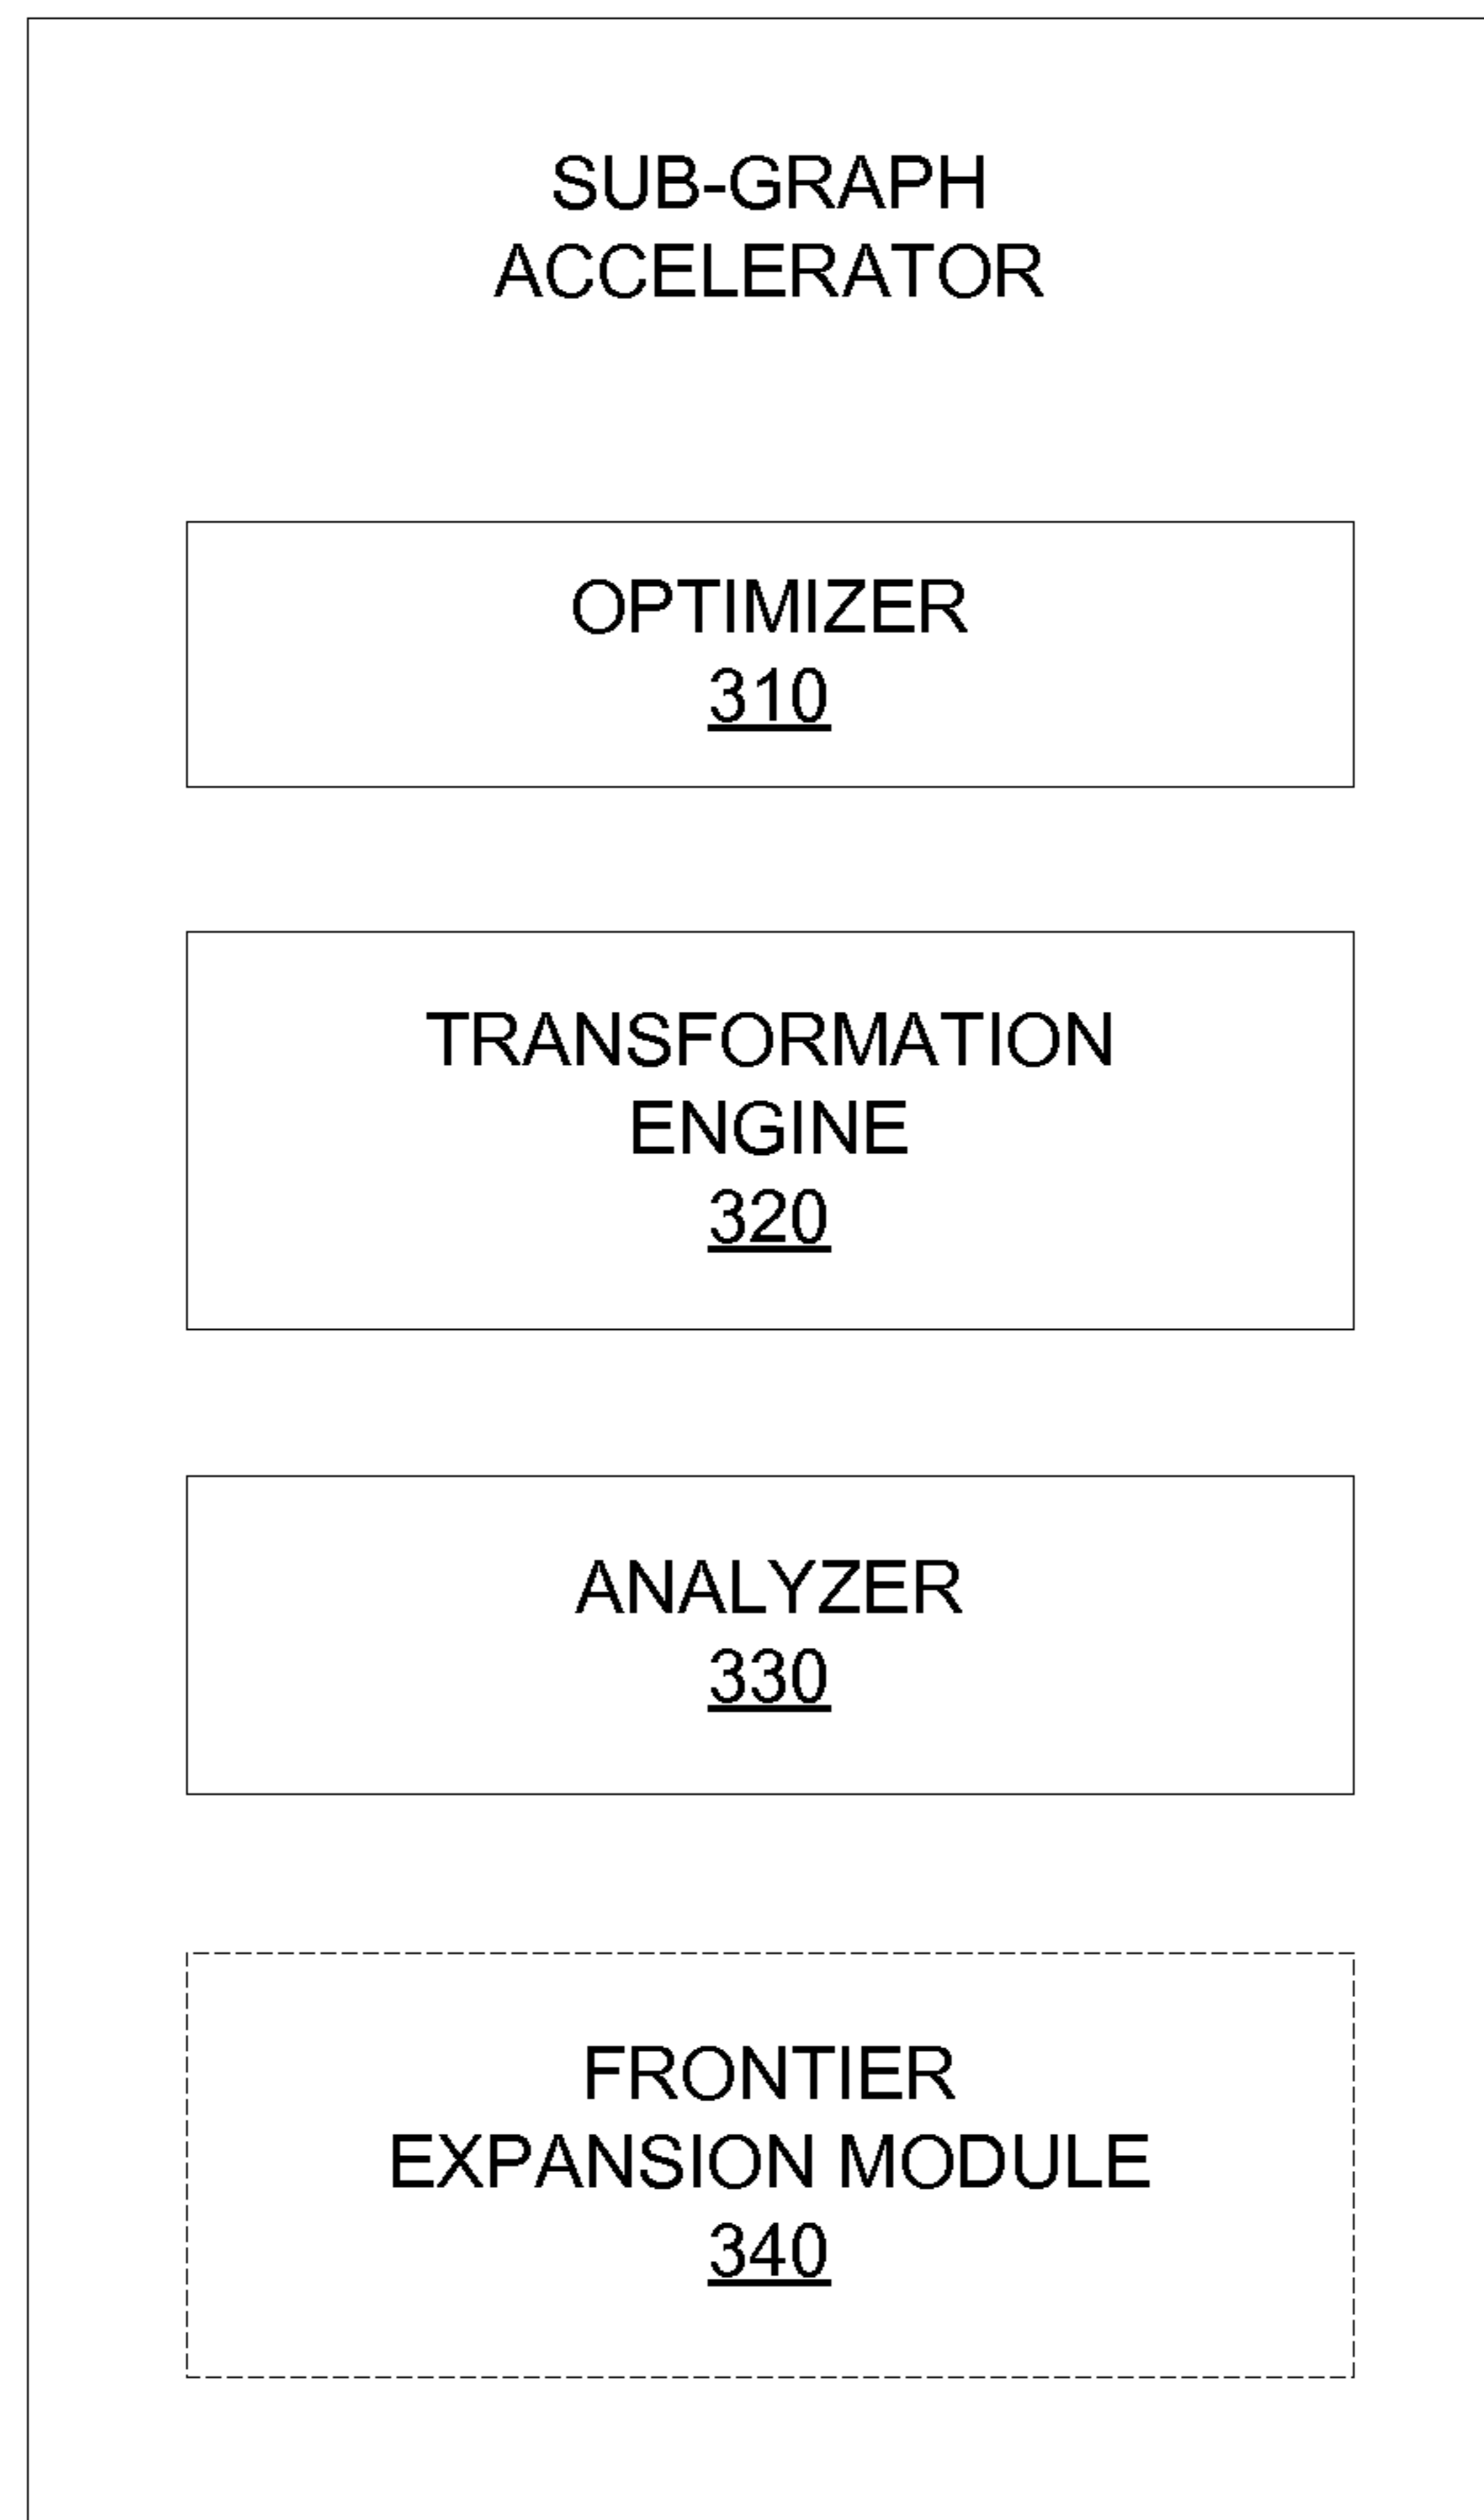 SUB-GRAPH
ACCELERATOR
OPTIMIZER
310
TRANSFORMATION
ENGINE
320
ANALYZER
330
FRONTIER
EXPANSION MODULE
340